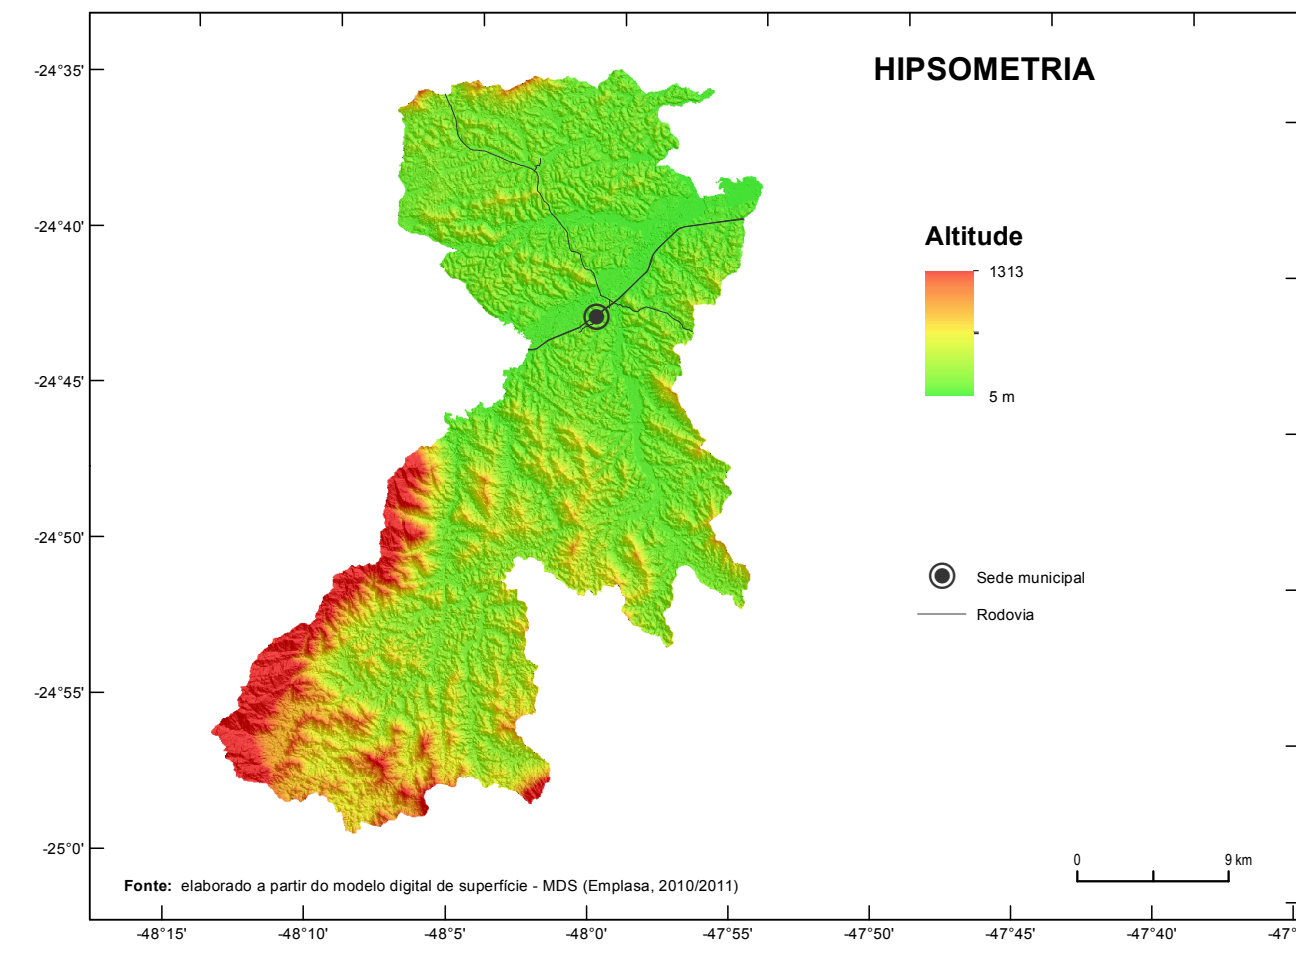 HIPSOMETRIA
-24°35'
-24°40'
-24°45'
-24°50'
-24°55'
-25°0'
Altitude
1313
5 m
Sede municipal
Rodovia
0 9 km
Fonte: elaborado a partir do modelo digital de superfície - MDS (Emplasa, 2010/2011)
-48°15' -48°10' -48°5' -48°0' -47°55' -47°50' -47°45' -47°40' -47°